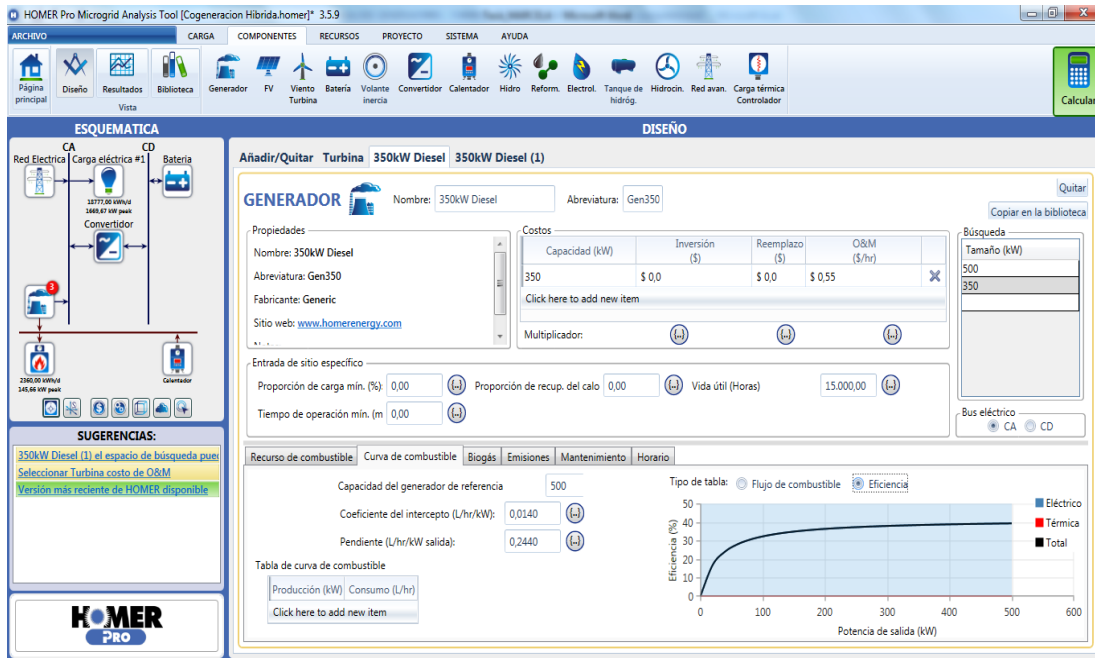 HOMER Pro Microgrid Analysis Tool [Cogeneracion Hibrida.homer]* 3.5.9
ARCHIVO CARGA COMPONENTES RECURSOS PROYECTO SISTEMA AYUDA
Página principal
Diseño
Resultados
Biblioteca
Vista
Generador
FV
Viento Turbina
Bateria
Volante inercia
Convertidor
Calentador
Hidro
Reform.
Electrol.
Tanque de hidróg.
Hidrocin.
Red avan.
Carga térmica Controlador
Calcular
ESQUEMATICA
CA CD
Red Electrica Carga eléctrica #1 Bateria
18777,00 kWh/d
1669,67 kW peak
Convertidor
3
2360,00 kWh/d
145,66 kW peak
Calentador
SUGERENCIAS:
350kW Diesel (1) el espacio de búsqueda pue
Seleccionar Turbina costo de O&M
Versión más reciente de HOMER disponible
HOMER
PRO
DISEÑO
Añadir/Quitar Turbina 350kW Diesel 350kW Diesel (1)
GENERADOR Nombre: 350kW Diesel Abreviatura: Gen350
Quitar
Copiar en la biblioteca
Propiedades
Nombre: 350kW Diesel
Abreviatura: Gen350
Fabricante: Generic
Sitio web: www.homerenergy.com
Costos
Capacidad (kW) Inversión ($) Reemplazo ($) O&M ($/hr)
350 $ 0,0 $ 0,0 $ 0,55
Click here to add new item
Multiplicador: {..} {..} {..}
Búsqueda
Tamaño (kW)
500
350
Entrada de sitio específico
Proporción de carga mín. (%): 0,00 {..} Proporción de recup. del calo 0,00 {..} Vida útil (Horas) 15.000,00 {..}
Tiempo de operación mín. (m 0,00 {..}
Bus eléctrico
CA CD
Recurso de combustible Curva de combustible Biogás Emisiones Mantenimiento Horario
Capacidad del generador de referencia 500
Coeficiente del intercepto (L/hr/kW): 0,0140 {..}
Pendiente (L/hr/kW salida): 0,2440 {..}
Tabla de curva de combustible
Producción (kW) Consumo (L/hr)
Click here to add new item
Tipo de tabla: Flujo de combustible Eficiencia
Eficiencia (%)
50
40
30
20
10
0
0 100 200 300 400 500 600
Potencia de salida (kW)
Eléctrico
Térmica
Total